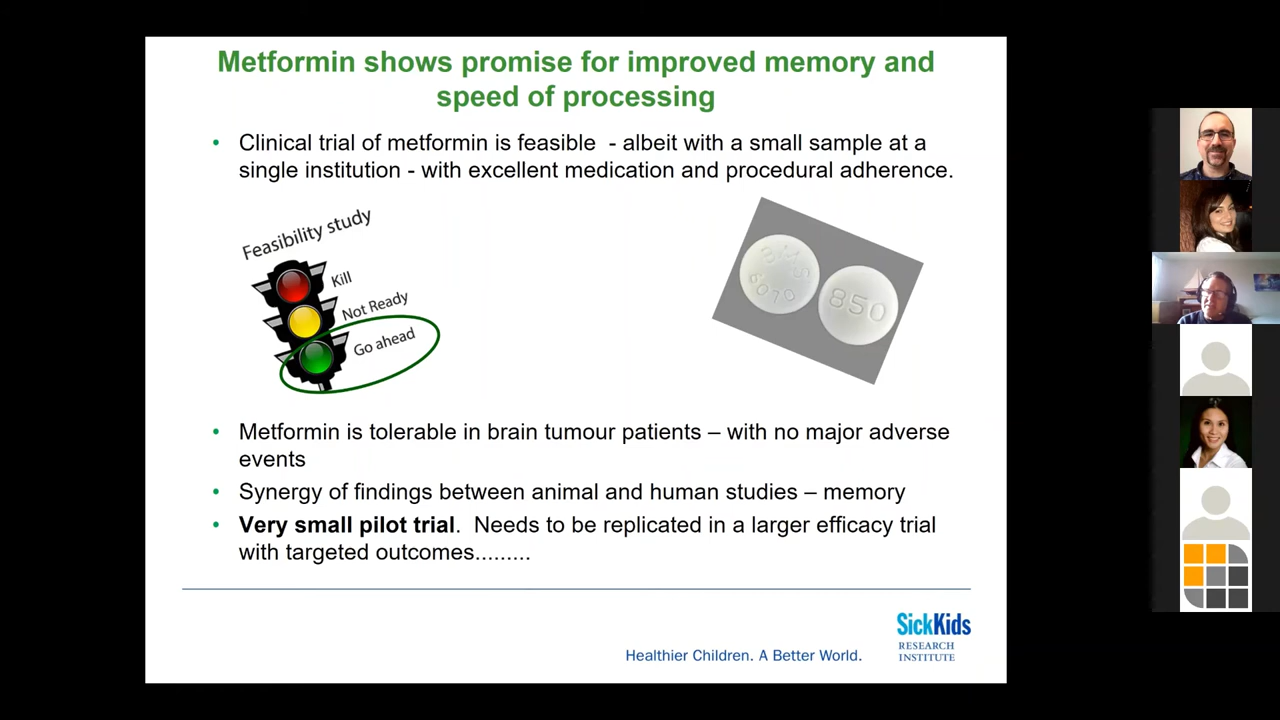 Metformin shows promise for improved memory and
speed of processing
• Clinical trial of metformin is feasible - albeit with a small sample at a
single institution - with excellent medication and procedural adherence.
Feasibility study
Kill
Not Ready
Go ahead
BMS
6070
850
• Metformin is tolerable in brain tumour patients – with no major adverse
events
• Synergy of findings between animal and human studies – memory
• Very small pilot trial. Needs to be replicated in a larger efficacy trial
with targeted outcomes.........
SickKids
RESEARCH
INSTITUTE
Healthier Children. A Better World.